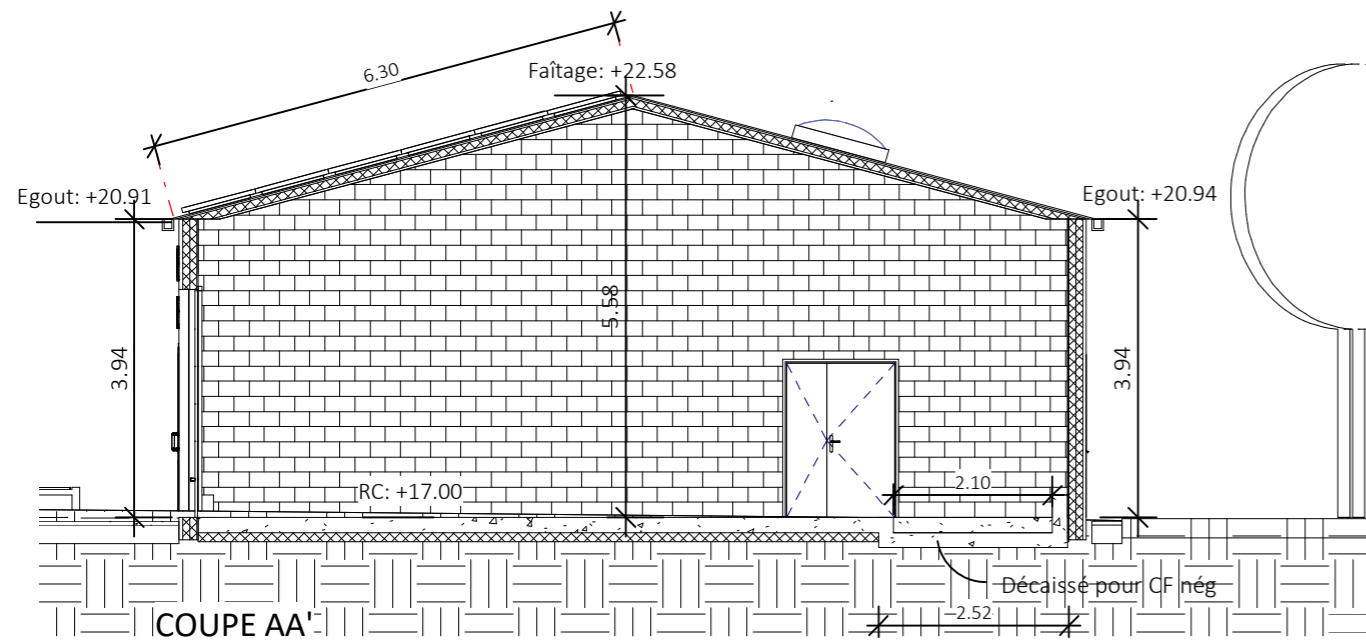 6.30
Faîtage: +22.58
Egout: +20.91
Egout: +20.94
5.58
3.94
3.94
2.10
RC: +17.00
Décaissé pour CF nég
2.52
COUPE AA'